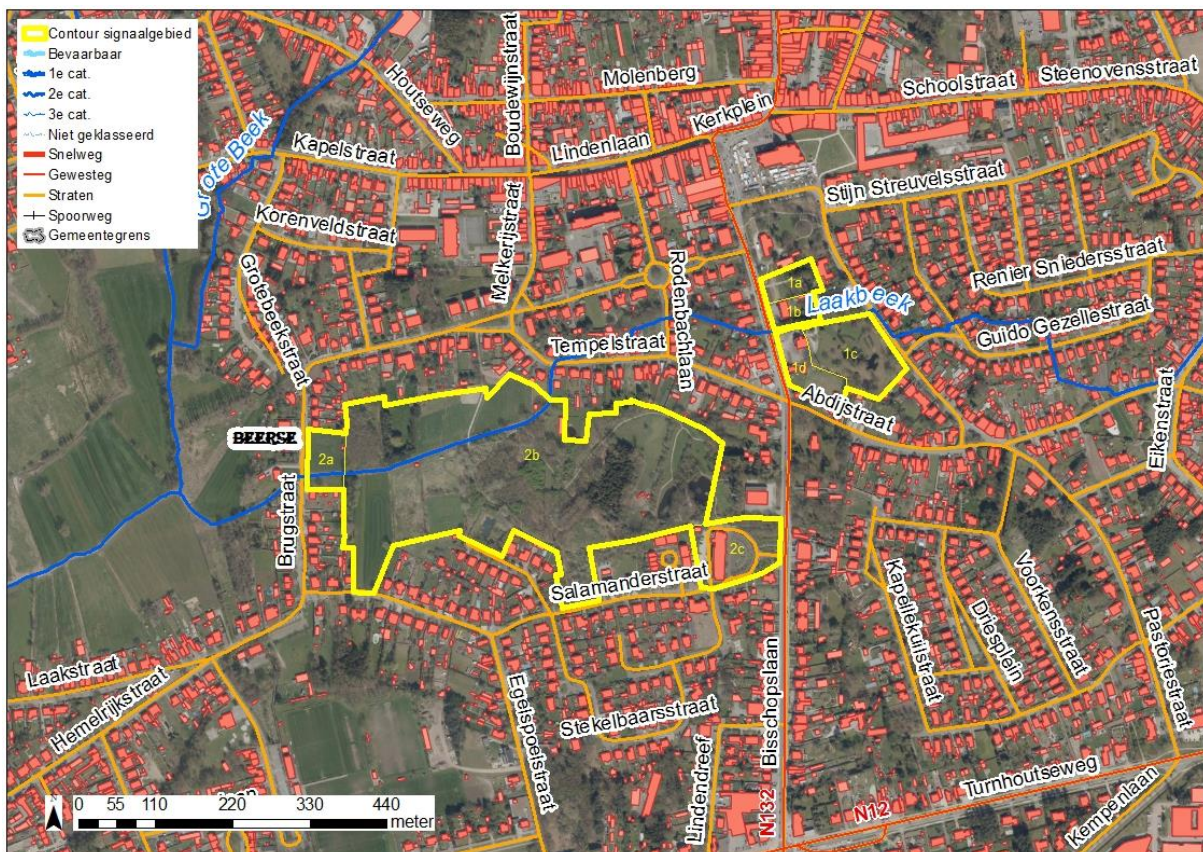 Contour signaalgebied
Bevaarbaar
1e cat.
2e cat.
3e cat.
Niet geklasseerd
Snelweg
Gewesteg
Straten
Spoorweg
Gemeentegrens
Houtseweg
Boudewijnstraat
Molenberg
Kerkplein
Schoolstraat
Steenovensstraat
Grote Beek
Kapelstraat
Lindenlaan
Stijn Streuvelsstraat
Korenveldstraat
Melkerijstraat
Rodenbachlaan
Renier Sniedersstraat
Grotebeekstraat
1a
1b
Laakbeek
Guido Gezellestraat
Tempelstraat
1c
1d
Abdijstraat
Eikenstraat
BEERSE
2a
2b
Brugstraat
2c
Salamanderstraat
Kapellekuilstraat
Driesplein
Voorkensstraat
Pastoriestraat
Laakstraat
Hemelrijkstraat
Egelspoelstraat
Stekelbaarsstraat
Lindendreef
Bisschopslaan
N132
N12
Turnhoutseweg
Kempenlaan
N
0 55 110 220 330 440
meter